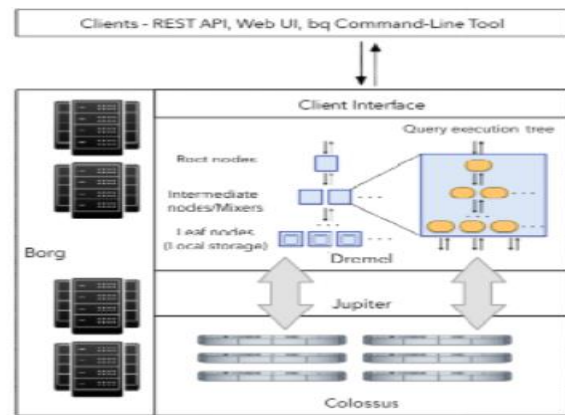 Clients - REST API, Web UI, bq Command-Line Tool
Client Interface
Query execution tree
Root nodes
Intermediate
nodes/Mixers
Leaf nodes
(Local storage)
Dremel
Borg
Jupiter
Colossus